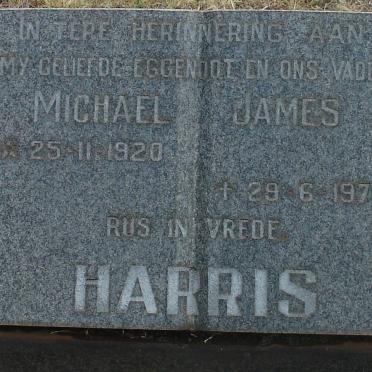 IN TERE HERINNERING AAN
MY GELIEFDE EGGENOOT EN ONS VADE
MICHAEL JAMES
* 25-11-1920
† 29-6-197
RUS IN VREDE
HARRIS